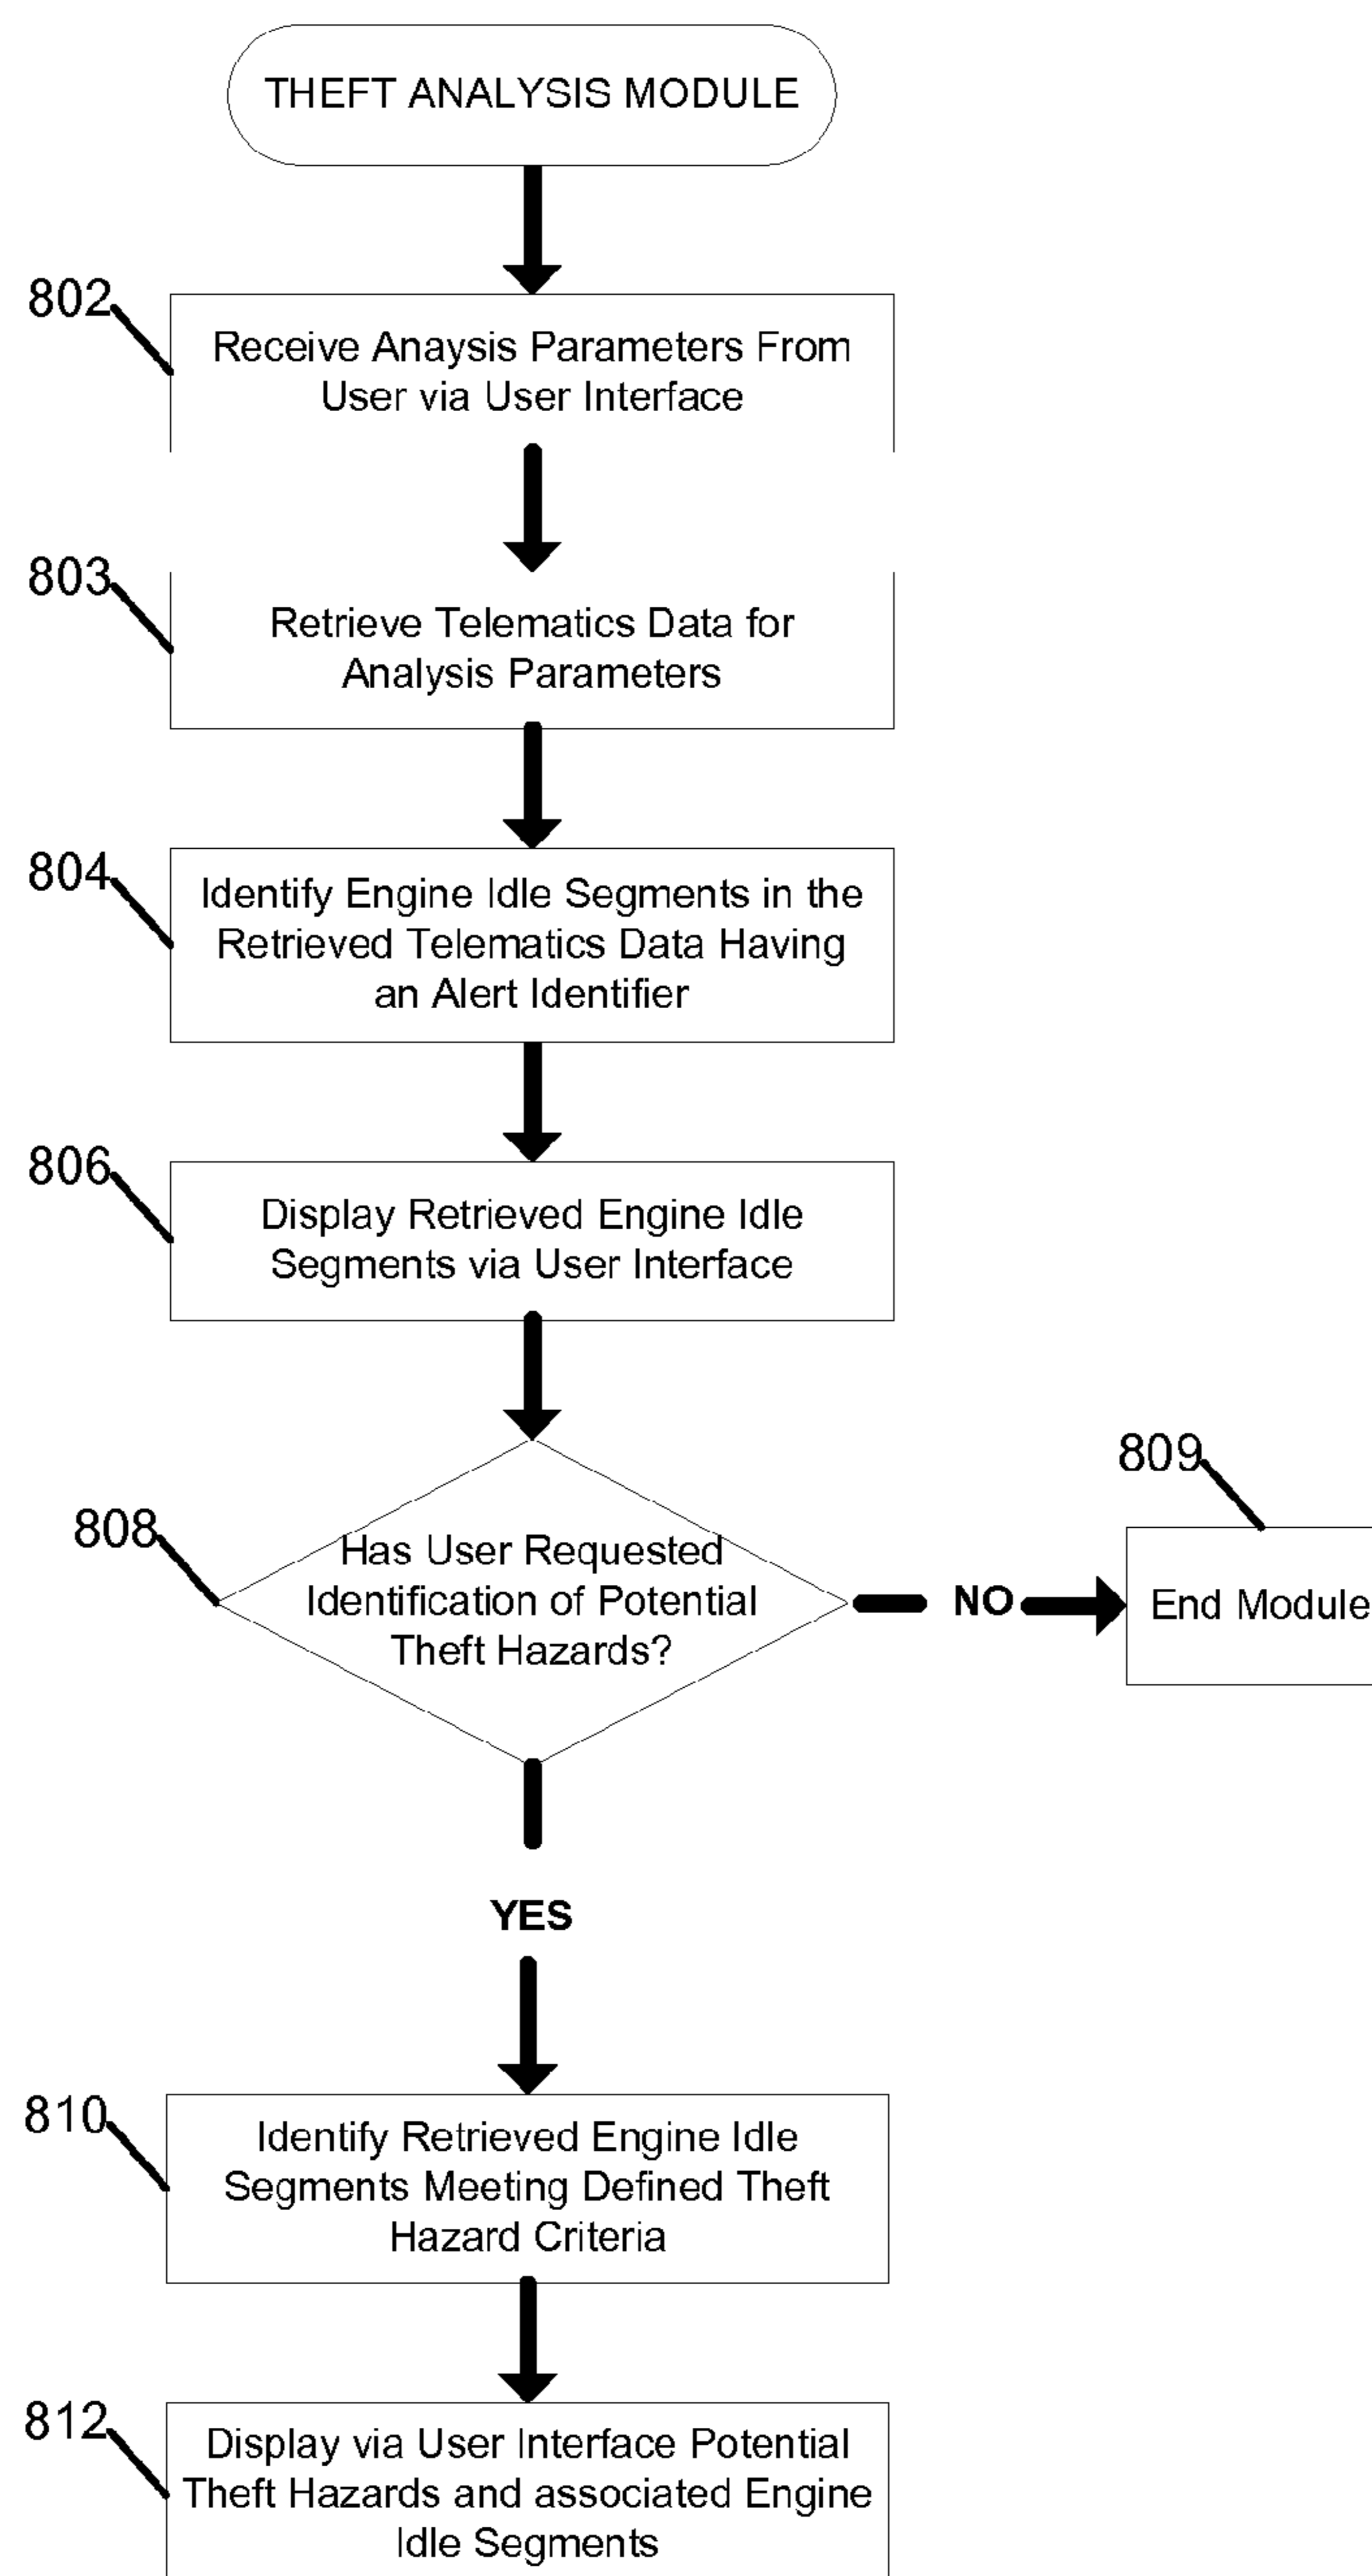 THEFT ANALYSIS MODULE
802
Receive Anaysis Parameters From
User via User Interface
803
Retrieve Telematics Data for
Analysis Parameters
804
Identify Engine Idle Segments in the
Retrieved Telematics Data Having
an Alert Identifier
806
Display Retrieved Engine Idle
Segments via User Interface
808
Has User Requested
Identification of Potential
Theft Hazards?
NO
809
End Module
YES
810
Identify Retrieved Engine Idle
Segments Meeting Defined Theft
Hazard Criteria
812
Display via User Interface Potential
Theft Hazards and associated Engine
Idle Segments